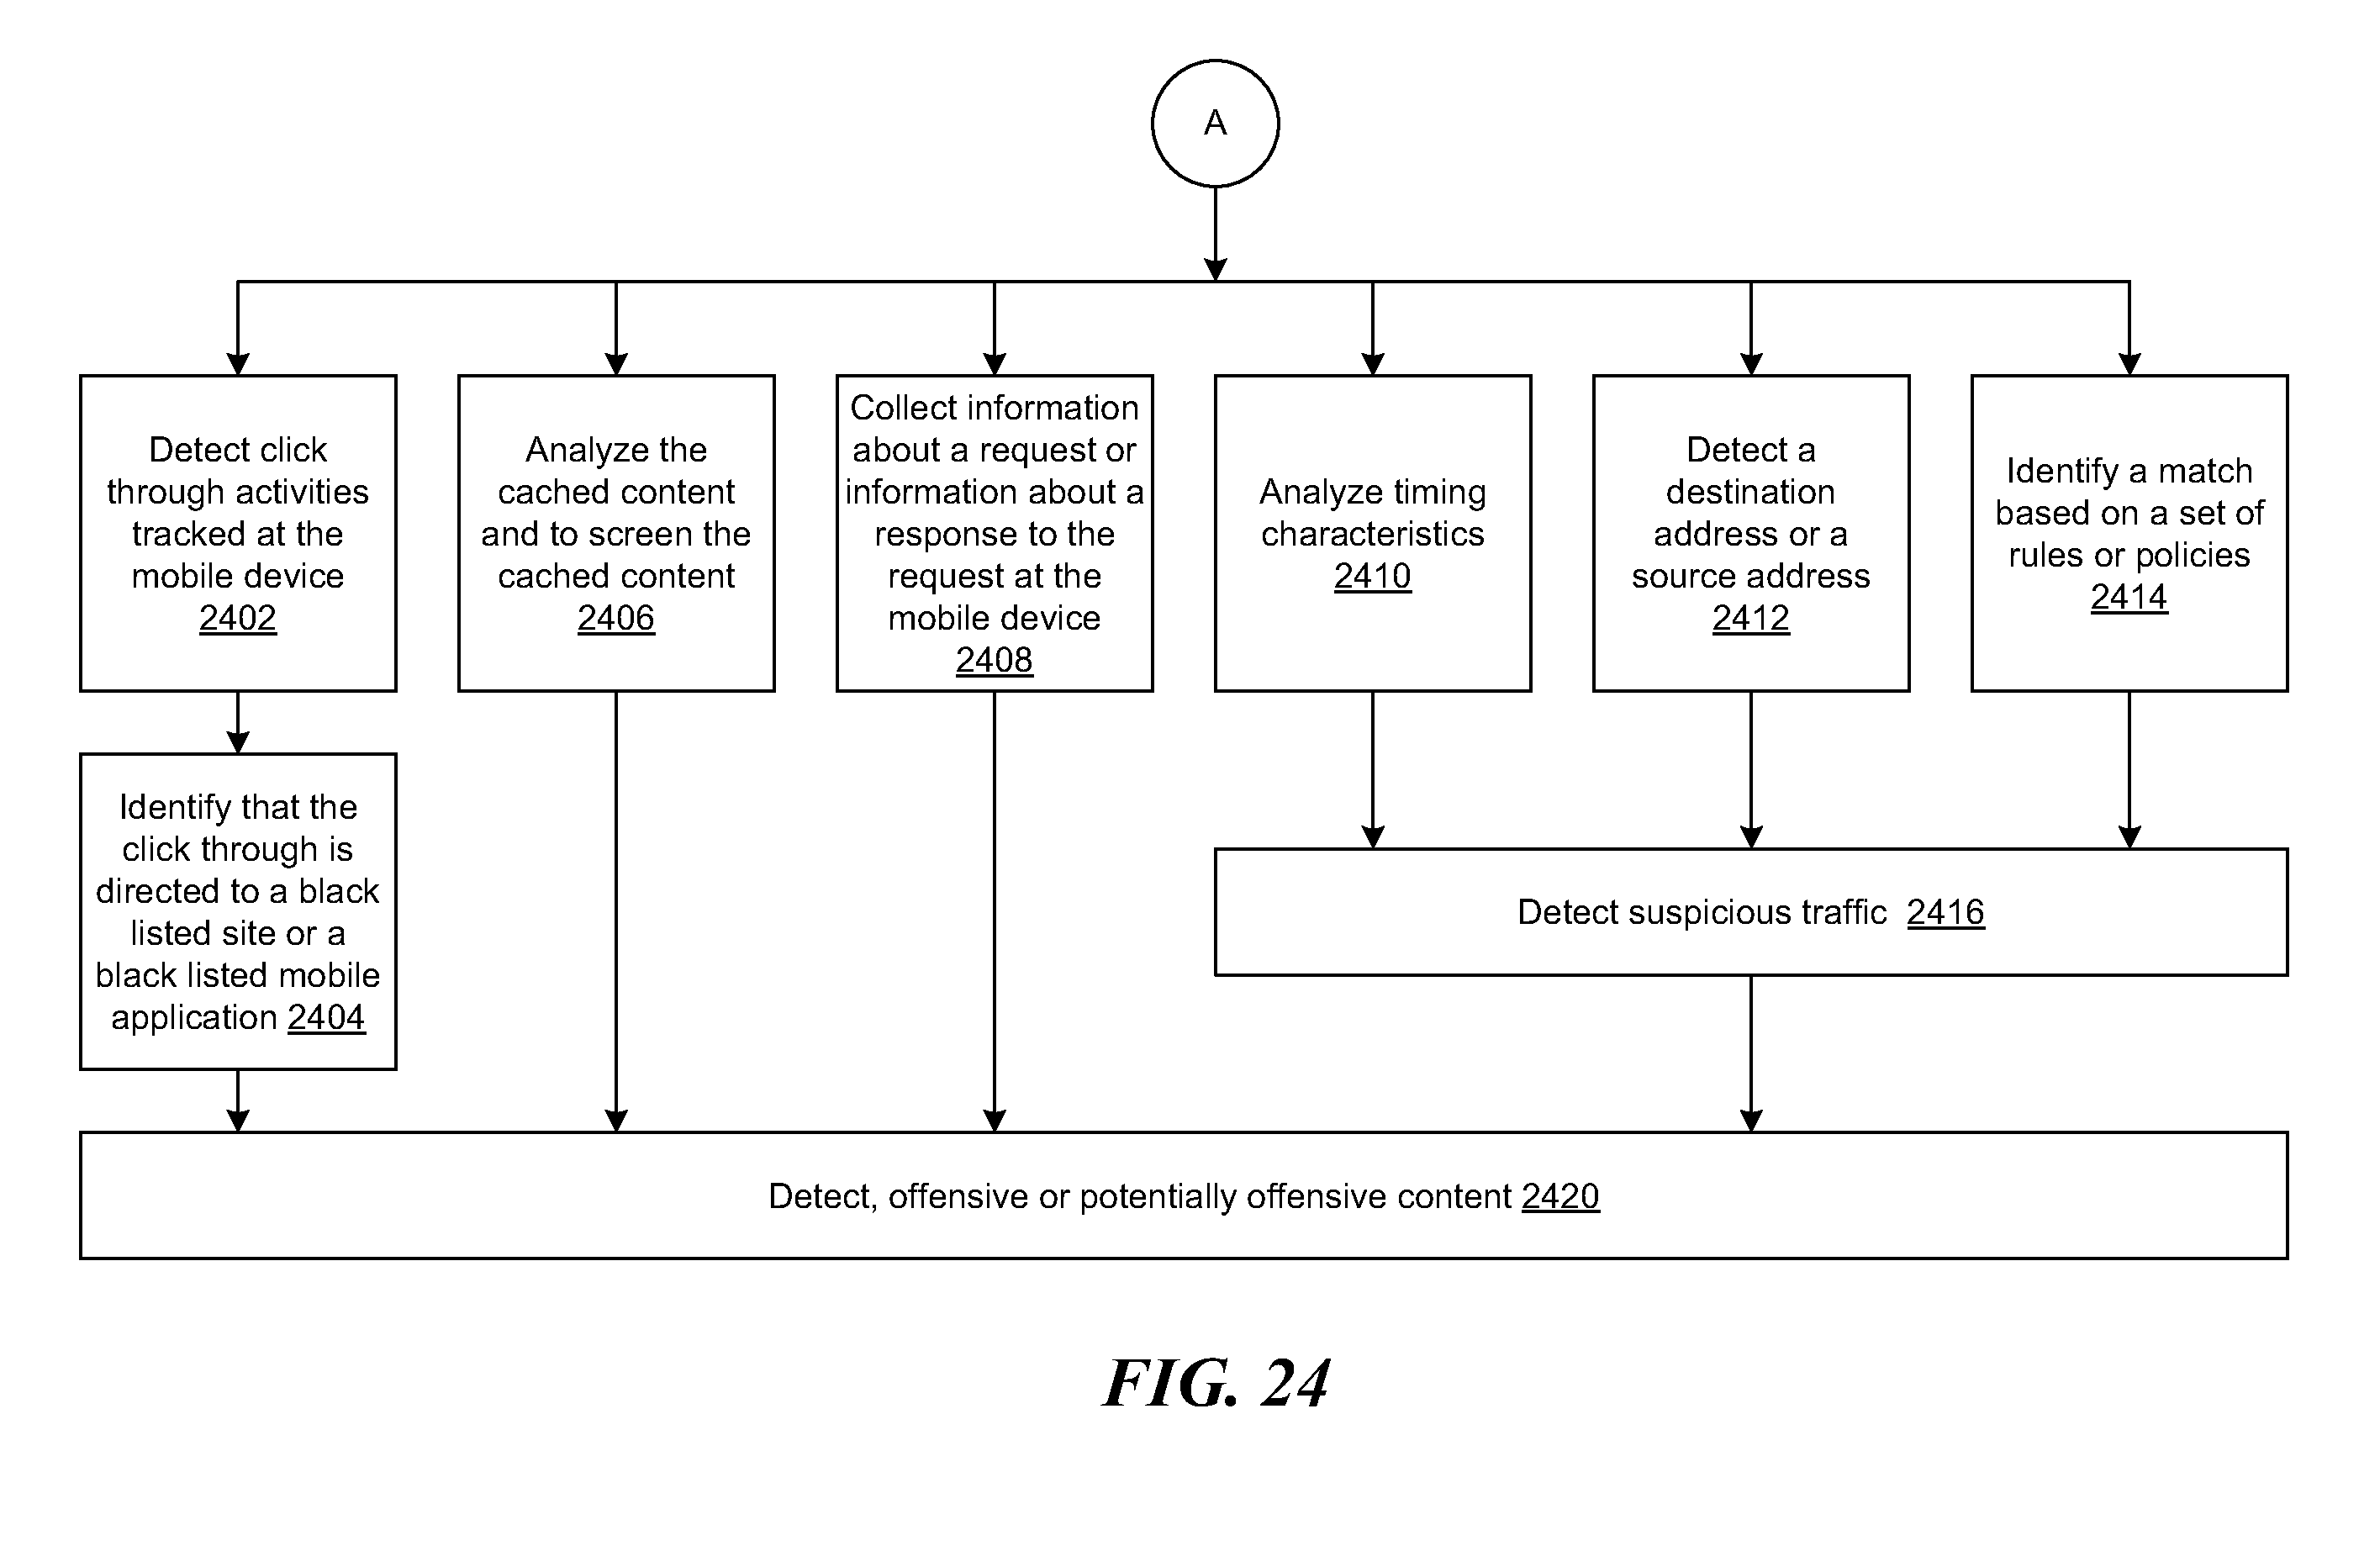 A
Detect click
through activities
tracked at the
mobile device
2402
Analyze the
cached content
and to screen the
cached content
2406
Collect information
about a request or
information about a
response to the
request at the
mobile device
2408
Analyze timing
characteristics
2410
Detect a
destination
address or a
source address
2412
Identify a match
based on a set of
rules or policies
2414
Identify that the
click through is
directed to a black
listed site or a
black listed mobile
application 2404
Detect suspicious traffic 2416
Detect, offensive or potentially offensive content 2420
FIG. 24